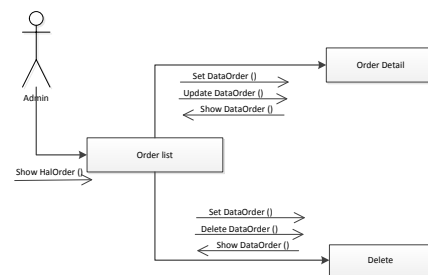 Order Detail
Set DataOrder ()
Update DataOrder ()
Show DataOrder ()
Admin
Order list
Show HalOrder ()
Set DataOrder ()
Delete DataOrder ()
Show DataOrder ()
Delete